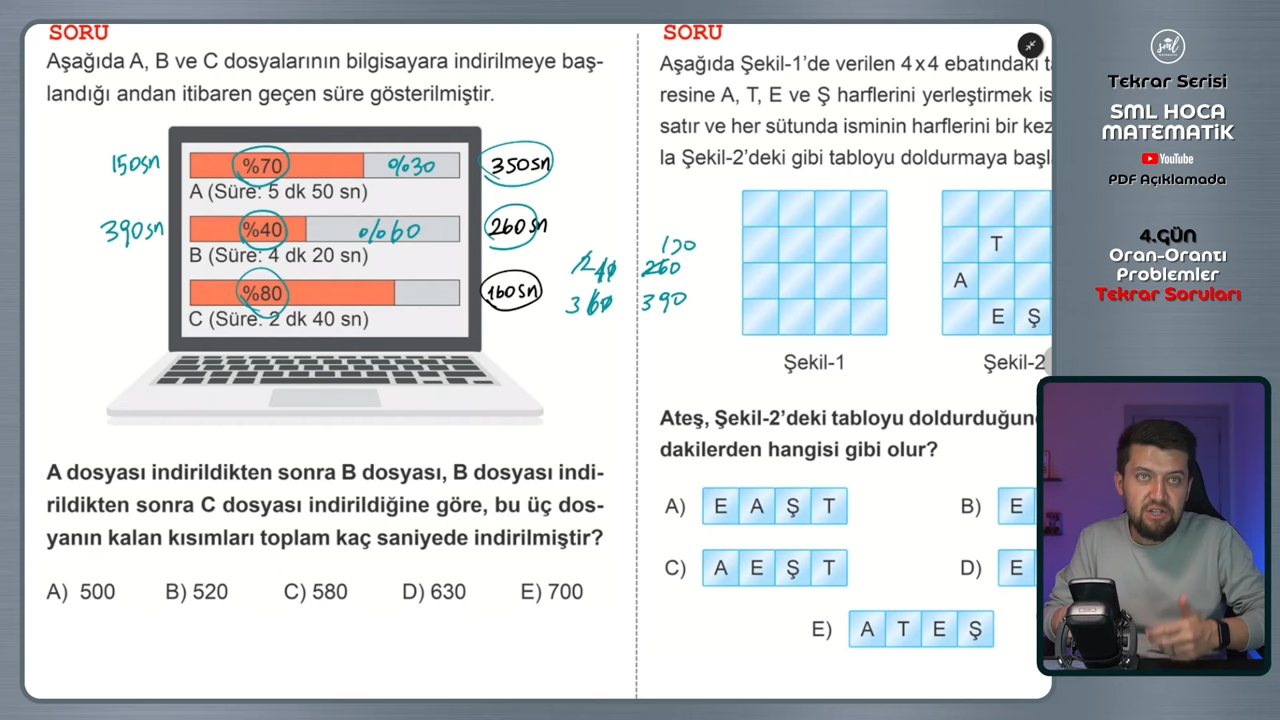 SORU
Aşağıda A, B ve C dosyalarının bilgisayara indirilmeye baş-
landığı andan itibaren geçen süre gösterilmiştir.
150sn %70 %30 350sn
A (Süre: 5 dk 50 sn)
390sn %40 %60 260sn
B (Süre: 4 dk 20 sn)
%80 160sn
C (Süre: 2 dk 40 sn)
130
260
360 390
A dosyası indirildikten sonra B dosyası, B dosyası indi-
rildikten sonra C dosyası indirildiğine göre, bu üç dos-
yanın kalan kısımları toplam kaç saniyede indirilmiştir?
A) 500 B) 520 C) 580 D) 630 E) 700
SORU
Aşağıda Şekil-1'de verilen 4x4 ebatındaki
resine A, T, E ve Ş harflerini yerleştirmek
satır ve her sütunda isminin harflerini bir
la Şekil-2'deki gibi tabloyu doldurmaya
T
A
E Ş
Şekil-1 Şekil-2
Ateş, Şekil-2'deki tabloyu
dakilerden hangisi gibi olur?
A) E A Ş T B) E
C) A E Ş T D) E
E) A T E Ş
sml
Tekrar Serisi
SML HOCA
MATEMATİK
YouTube
PDF Açıklamada
4.GÜN
Oran-Orantı
Problemler
Tekrar Soruları